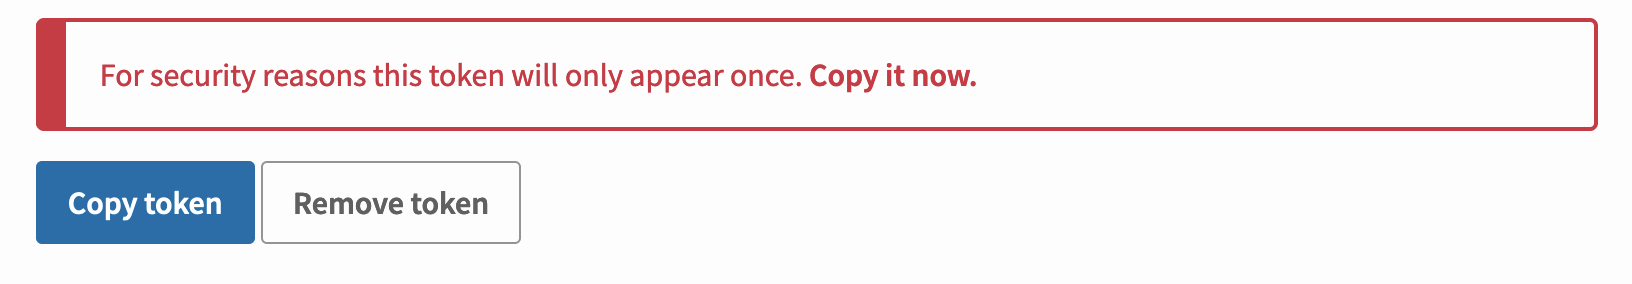 For security reasons this token will only appear once. Copy it now.
Copy token
Remove token